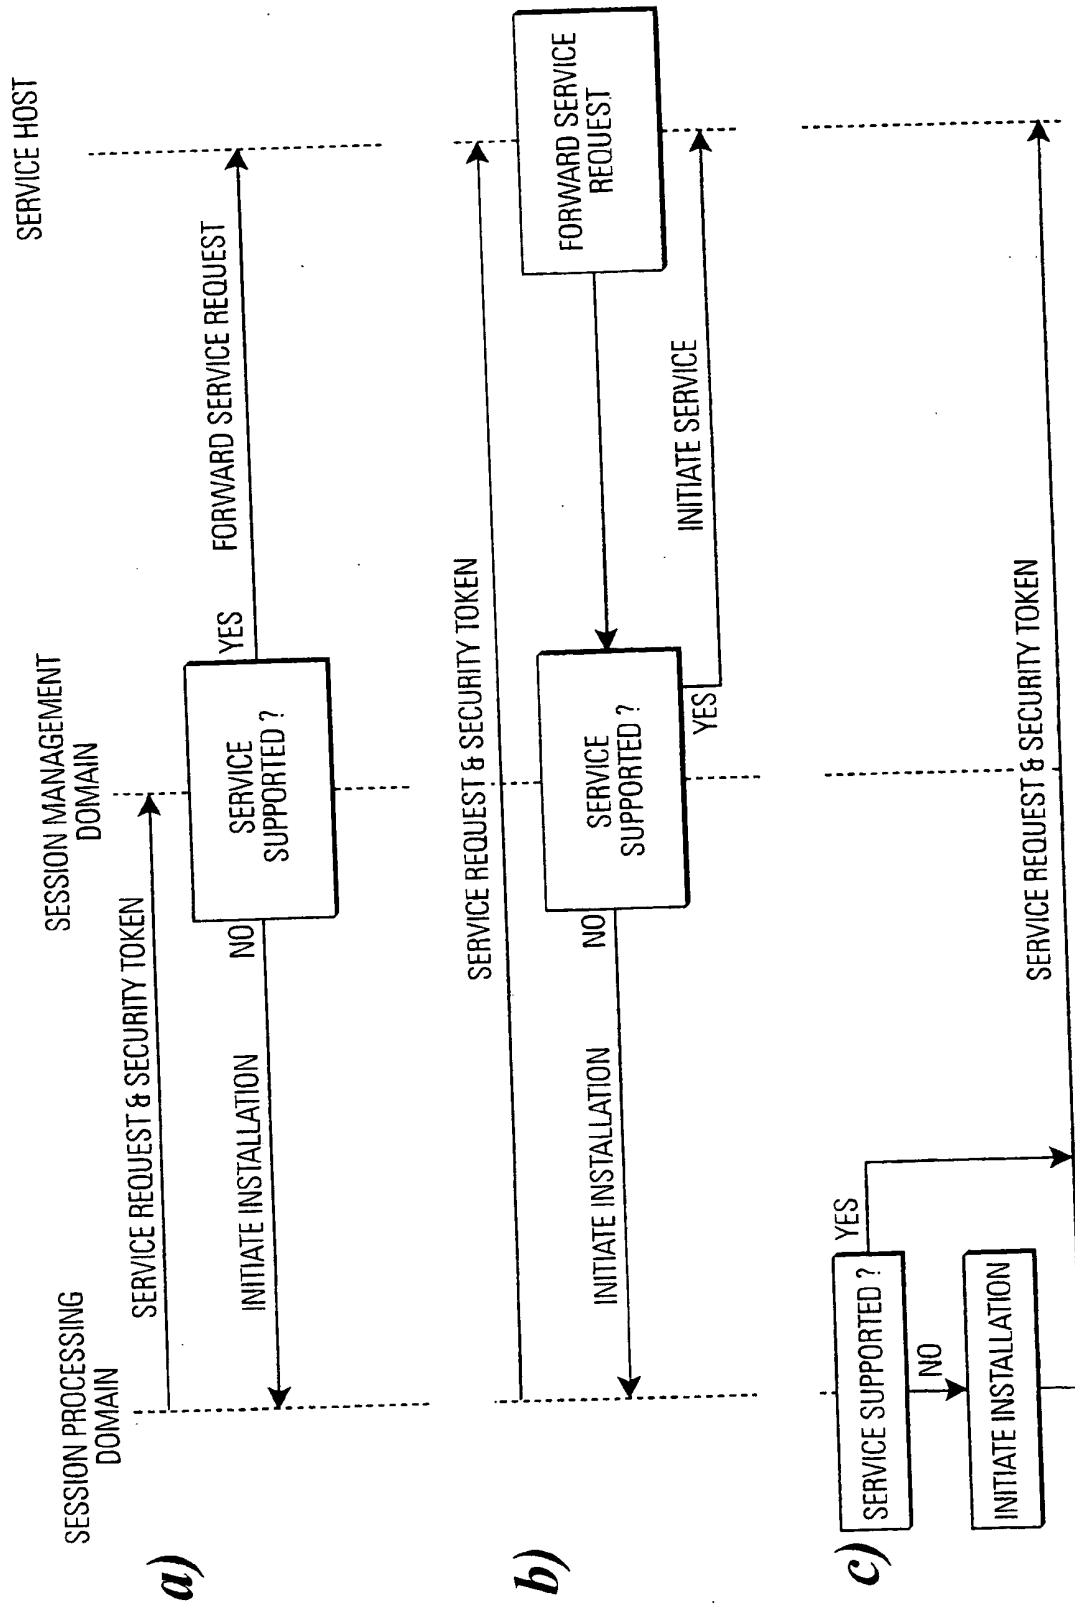 SESSION PROCESSING
DOMAIN
SESSION MANAGEMENT
DOMAIN
SERVICE HOST
a)
SERVICE REQUEST & SECURITY TOKEN
SERVICE
SUPPORTED ?
YES
FORWARD SERVICE REQUEST
NO
INITIATE INSTALLATION
b)
SERVICE REQUEST & SECURITY TOKEN
FORWARD SERVICE
REQUEST
SERVICE
SUPPORTED ?
NO
INITIATE INSTALLATION
YES
INITIATE SERVICE
c)
SERVICE SUPPORTED ?
YES
NO
INITIATE INSTALLATION
SERVICE REQUEST & SECURITY TOKEN